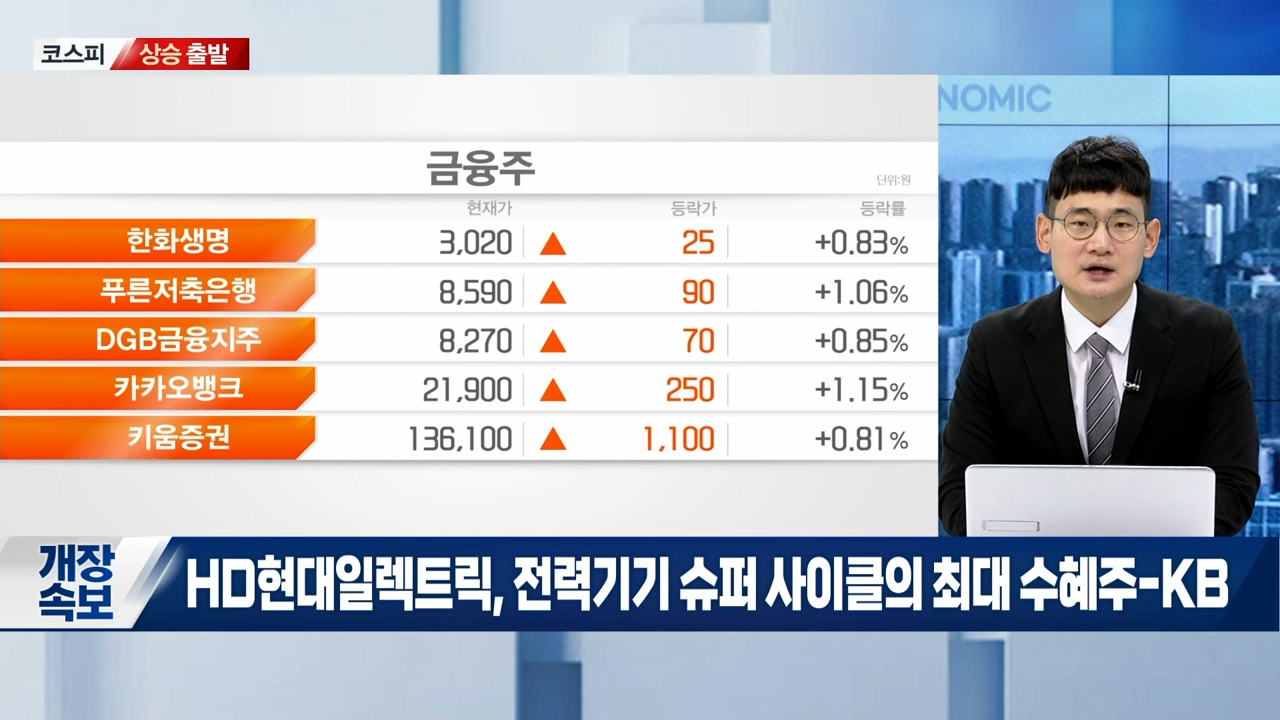 코스피 상승 출발
NOMIC
금융주
단위:원
현재가 등락가 등락률
한화생명 3,020 ▲ 25 +0.83%
푸른저축은행 8,590 ▲ 90 +1.06%
DGB금융지주 8,270 ▲ 70 +0.85%
카카오뱅크 21,900 ▲ 250 +1.15%
키움증권 136,100 ▲ 1,100 +0.81%
개장
속보
HD현대일렉트릭, 전력기기 슈퍼 사이클의 최대 수혜주-KB